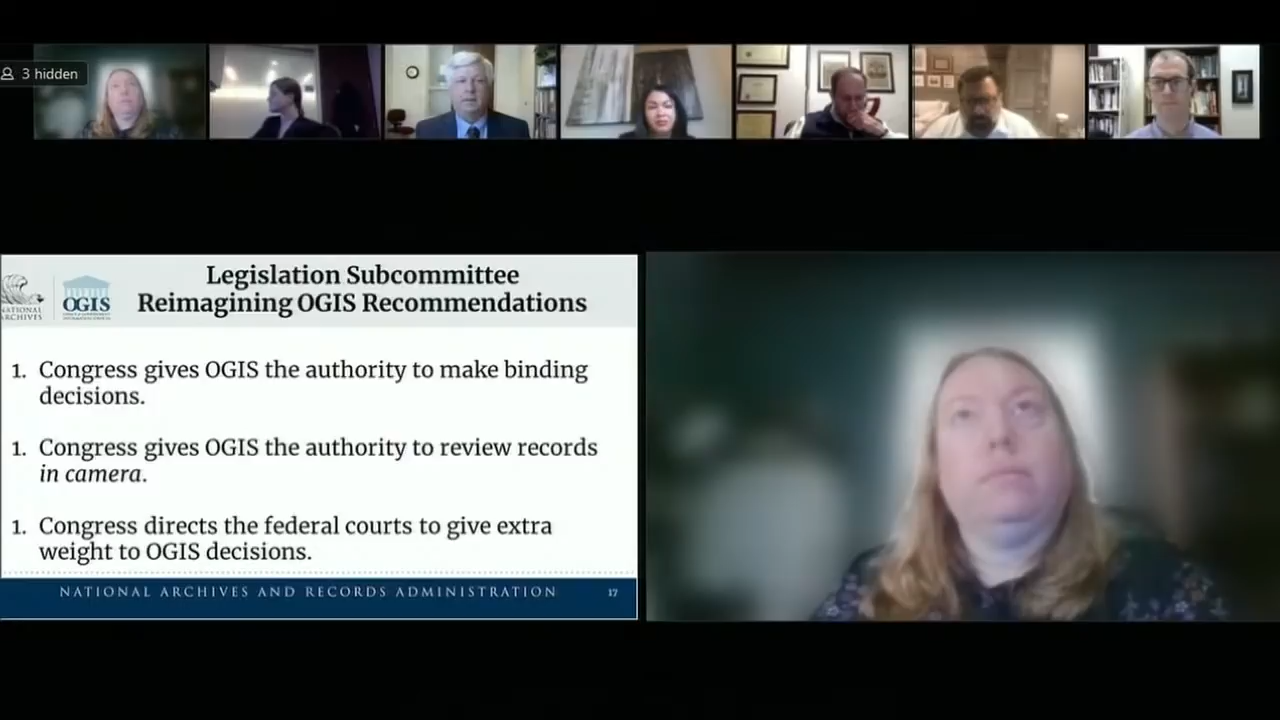 3 hidden
Legislation Subcommittee
Reimagining OGIS Recommendations
NATIONAL
ARCHIVES
OGIS
1. Congress gives OGIS the authority to make binding
decisions.
1. Congress gives OGIS the authority to review records
in camera.
1. Congress directs the federal courts to give extra
weight to OGIS decisions.
NATIONAL ARCHIVES AND RECORDS ADMINISTRATION 17